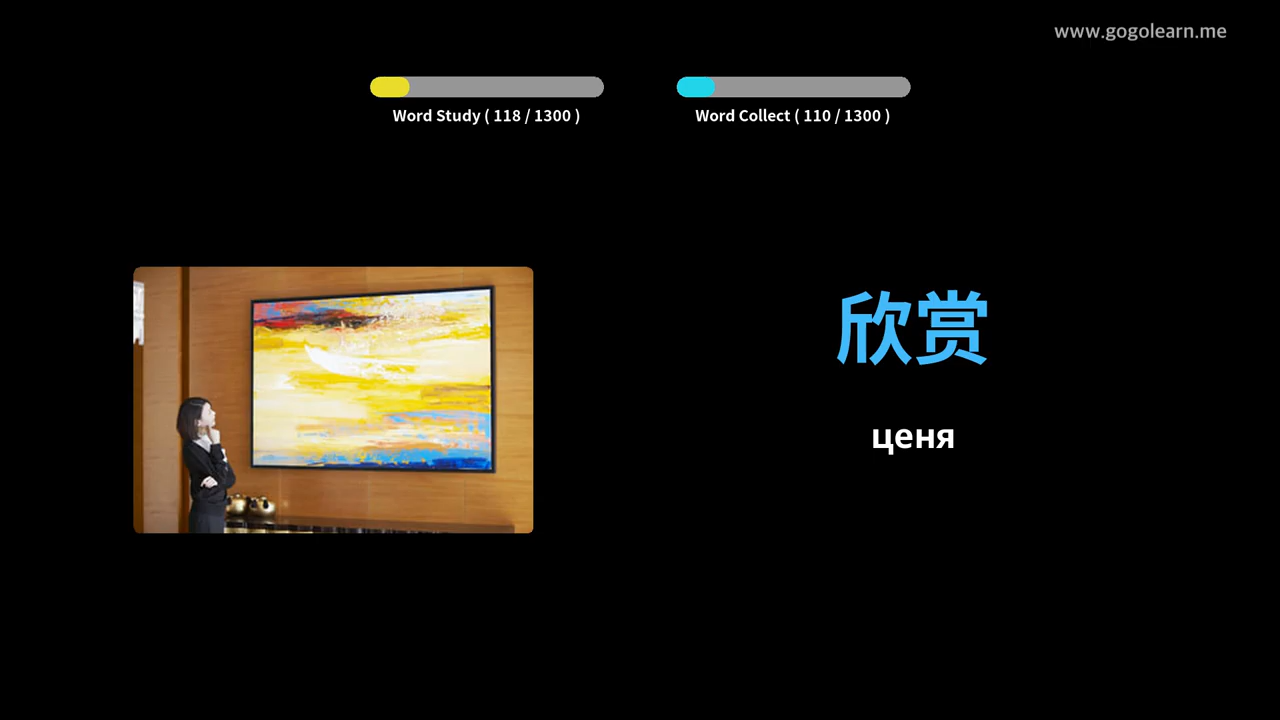 www.gogolearn.me
Word Study ( 118 / 1300 )
Word Collect ( 110 / 1300 )
欣赏
ценя